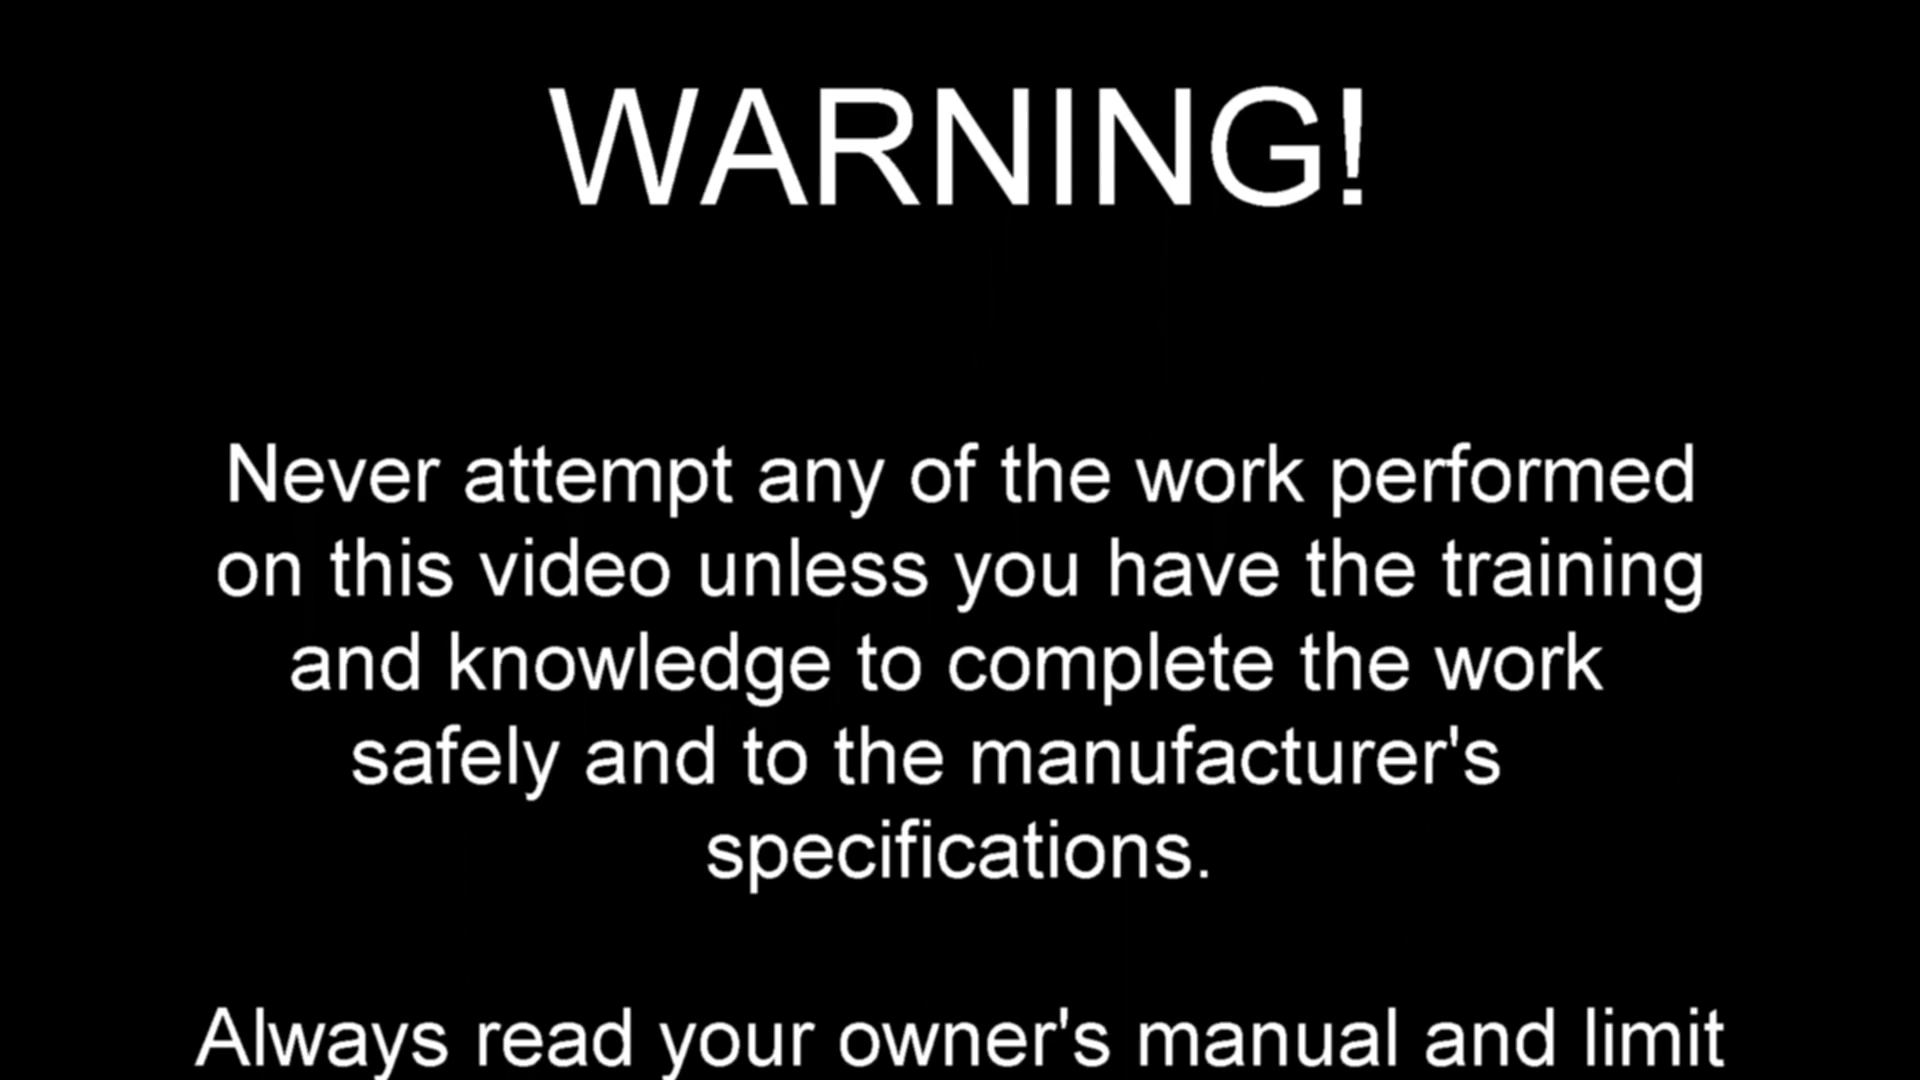 WARNING!
Never attempt any of the work performed
on this video unless you have the training
and knowledge to complete the work
safely and to the manufacturer's
specifications.
Always read your owner's manual and limit